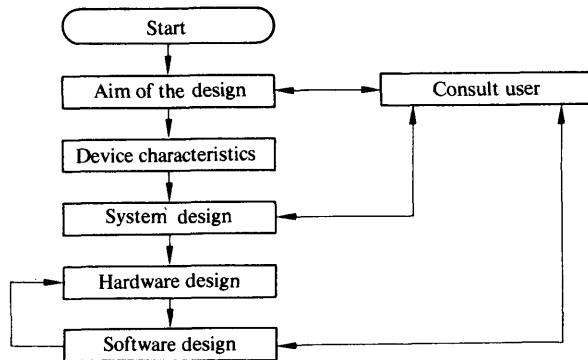 Start
Aim of the design
Consult user
Device characteristics
System design
Hardware design
Software design